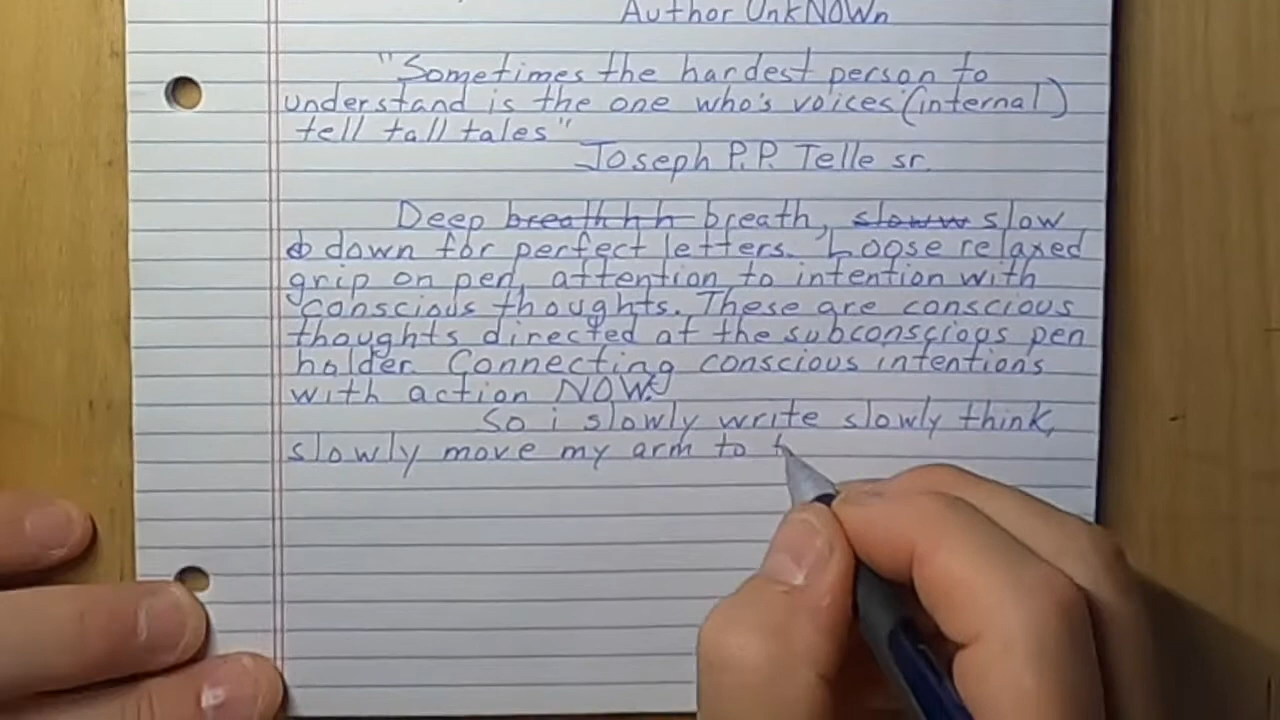 Author UnkNOWn
"Sometimes the hardest person to
understand is the one who's voices (internal)
tell tall tales"
Joseph P.P. Telle sr.
Deep breathhh breath, sloww slow
down for perfect letters. Loose relaxed
grip on pen, attention to intention with
conscious thoughts. These are conscious
thoughts directed at the subconscious pen
holder. Connecting conscious intentions
with action NOW.
So i slowly write slowly think,
slowly move my arm to